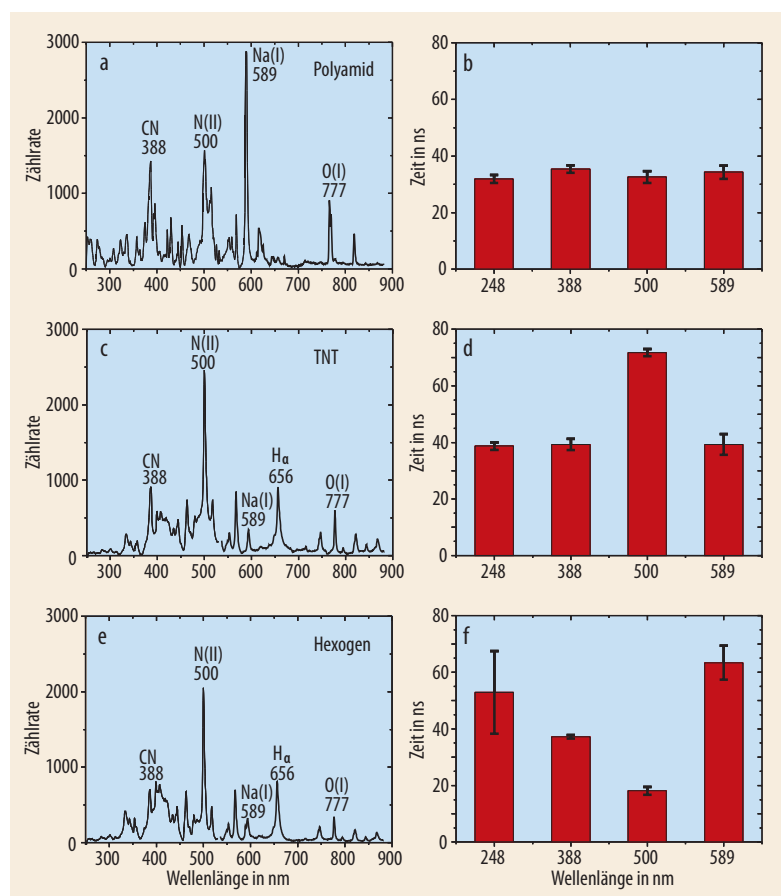 3000
2000
1000
0
Zählrate
a
CN
388
N(II)
500
Na(I)
589
Polyamid
O(I)
777
300 400 500 600 700 800 900
80
60
40
20
0
Zeit in ns
b
248 388 500 589
3000
2000
1000
0
Zählrate
c
CN
388
N(II)
500
TNT
Na(I)
589
Hα
656
O(I)
777
300 400 500 600 700 800 900
80
60
40
20
0
Zeit in ns
d
248 388 500 589
3000
2000
1000
0
Zählrate
e
CN
388
N(II)
500
Hexogen
Na(I)
589
Hα
656
O(I)
777
300 400 500 600 700 800 900
Wellenlänge in nm
80
60
40
20
0
Zeit in ns
f
248 388 500 589
Wellenlänge in nm